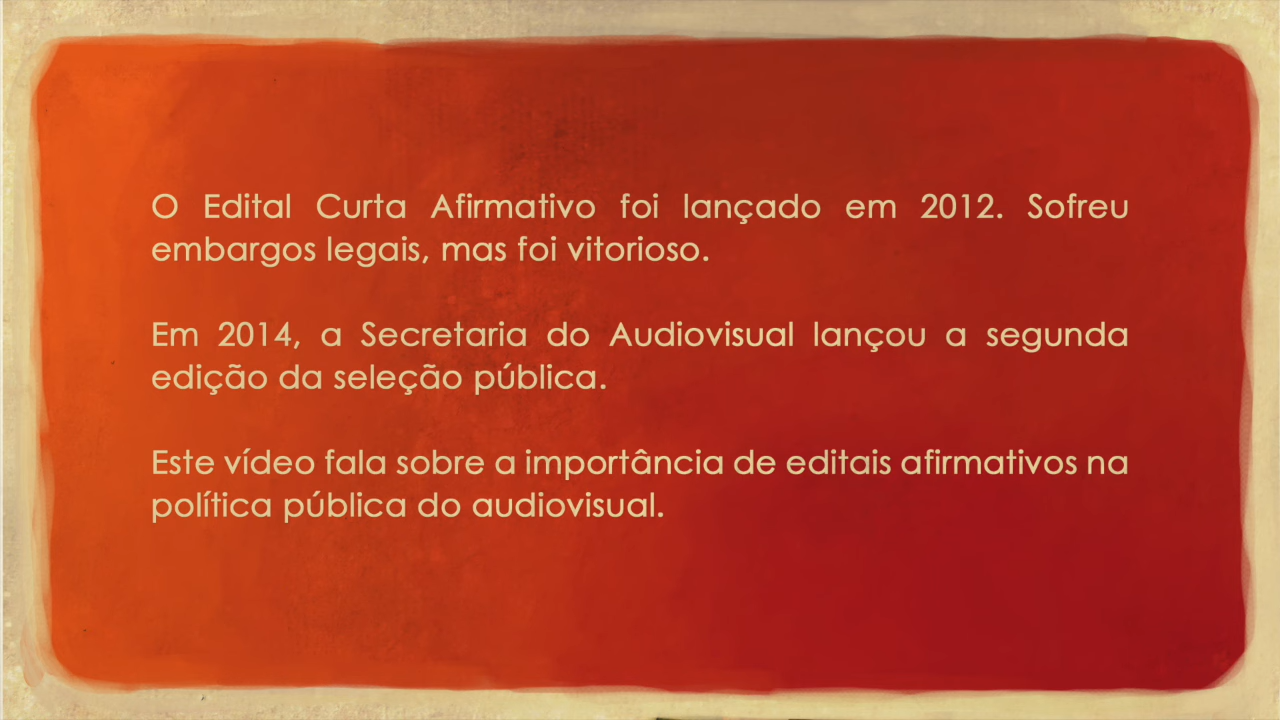 O Edital Curta Afirmativo foi lançado em 2012. Sofreu
embargos legais, mas foi vitorioso.
Em 2014, a Secretaria do Audiovisual lançou a segunda
edição da seleção pública.
Este vídeo fala sobre a importância de editais afirmativos na
política pública do audiovisual.